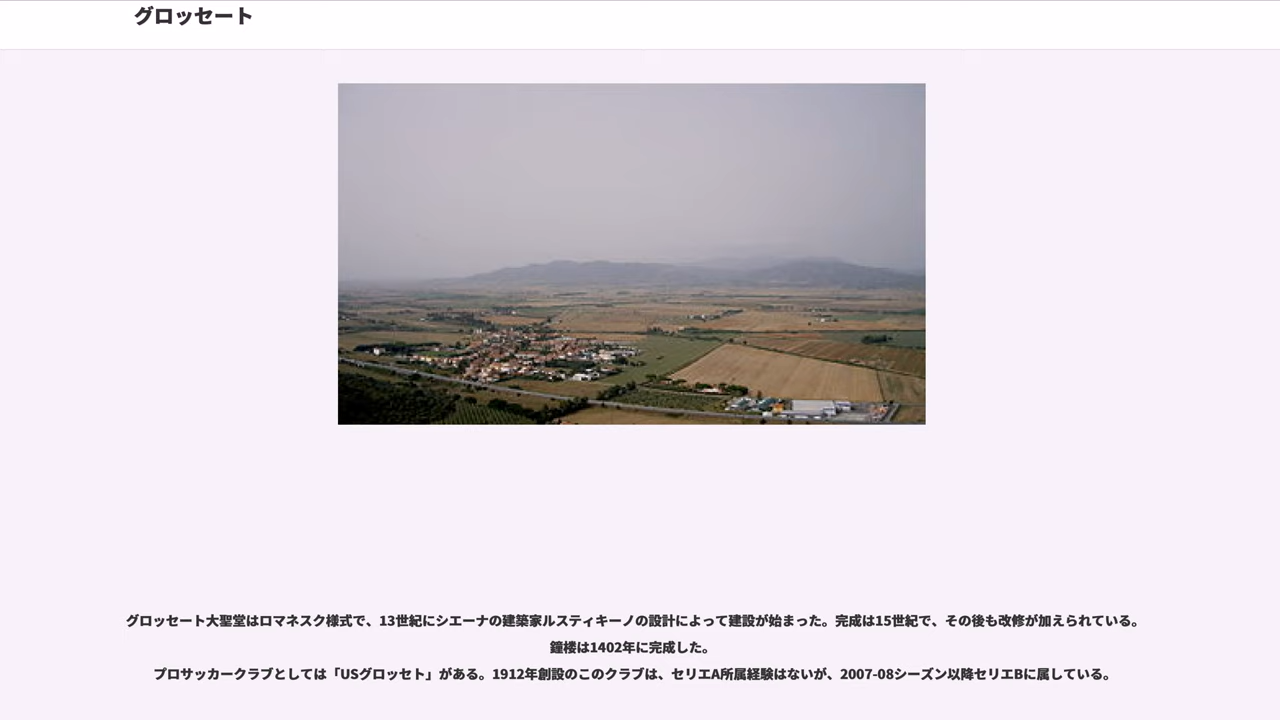 グロッセート
グロッセート大聖堂はロマネスク様式で、13世紀にシエーナの建築家ルスティキーノの設計によって建設が始まった。完成は15世紀で、その後も改修が加えられている。
鐘楼は1402年に完成した。
プロサッカークラブとしては「USグロッセト」がある。1912年創設のこのクラブは、セリエA所属経験はないが、2007-08シーズン以降セリエBに属している。